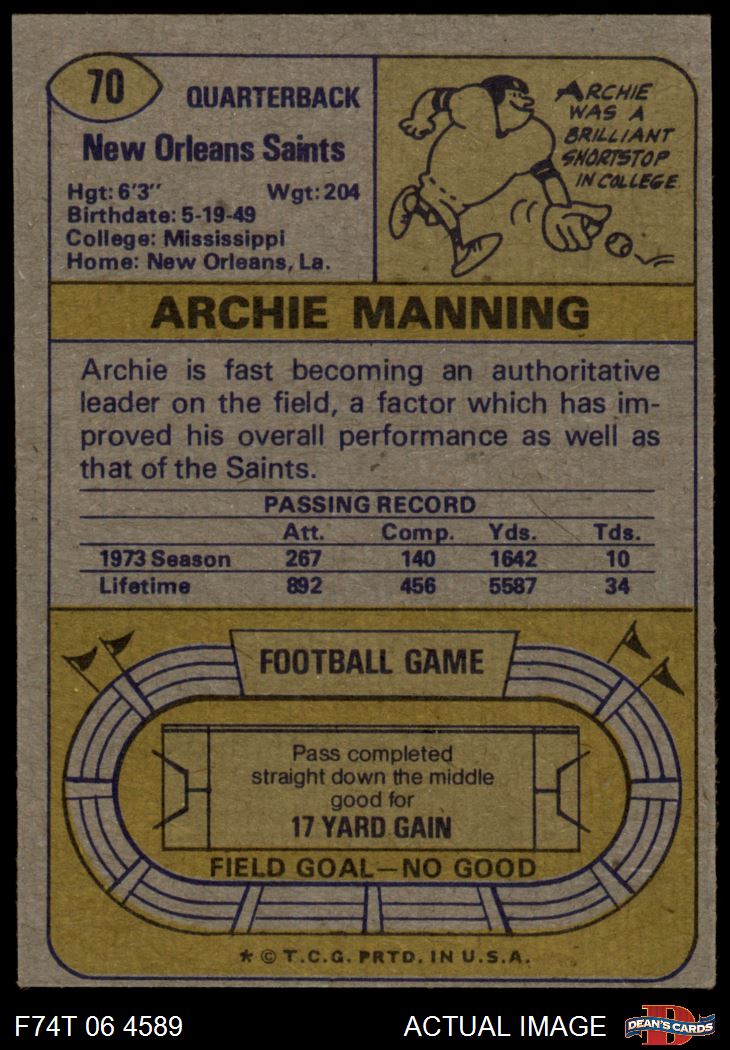 70
QUARTERBACK
New Orleans Saints
Hgt: 6'3" Wgt: 204
Birthdate: 5-19-49
College: Mississippi
Home: New Orleans, La.
ARCHIE
WAS A
BRILLIANT
SHORTSTOP
IN COLLEGE
ARCHIE MANNING
Archie is fast becoming an authoritative
leader on the field, a factor which has im-
proved his overall performance as well as
that of the Saints.
PASSING RECORD
Att. Comp. Yds. Tds.
1973 Season 267 140 1642 10
Lifetime 892 456 5587 34
FOOTBALL GAME
Pass completed
straight down the middle
good for
17 YARD GAIN
FIELD GOAL—NO GOOD
* © T.C.G. PRTD. IN U.S.A.
F74T 06 4589 ACTUAL IMAGE
D
DEAN'S CARDS